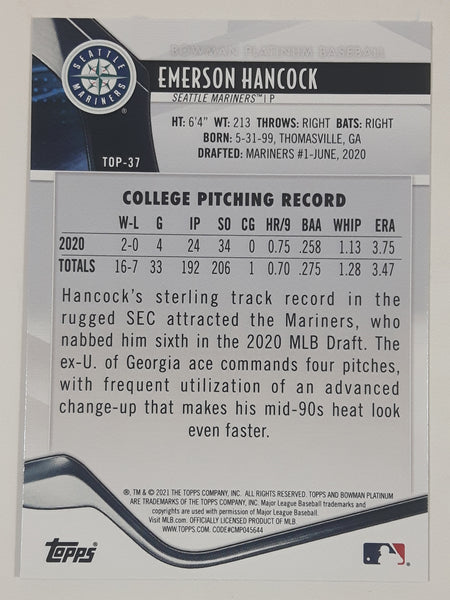 BOWMAN PLATINUM BASEBALL
SEATTLE MARINERS ®
EMERSON HANCOCK
SEATTLE MARINERS™ | P
TOP-37
HT: 6'4" WT: 213 THROWS: RIGHT BATS: RIGHT
BORN: 5-31-99, THOMASVILLE, GA
DRAFTED: MARINERS #1-JUNE, 2020
COLLEGE PITCHING RECORD
W-L G IP SO CG HR/9 BAA WHIP ERA
2020 2-0 4 24 34 0 0.75 .258 1.13 3.75
TOTALS 16-7 33 192 206 1 0.70 .275 1.28 3.47
Hancock's sterling track record in the
rugged SEC attracted the Mariners, who
nabbed him sixth in the 2020 MLB Draft. The
ex-U. of Georgia ace commands four pitches,
with frequent utilization of an advanced
change-up that makes his mid-90s heat look
even faster.
®, TM & © 2021 THE TOPPS COMPANY, INC. ALL RIGHTS RESERVED. TOPPS AND BOWMAN PLATINUM
ARE TRADEMARKS OF THE TOPPS COMPANY, INC. Major League Baseball trademarks and
copyrights are used with permission of Major League Baseball.
Visit MLB.com. OFFICIALLY LICENSED PRODUCT OF MLB.
WWW.TOPPS.COM. CODE#CMP045644
Topps